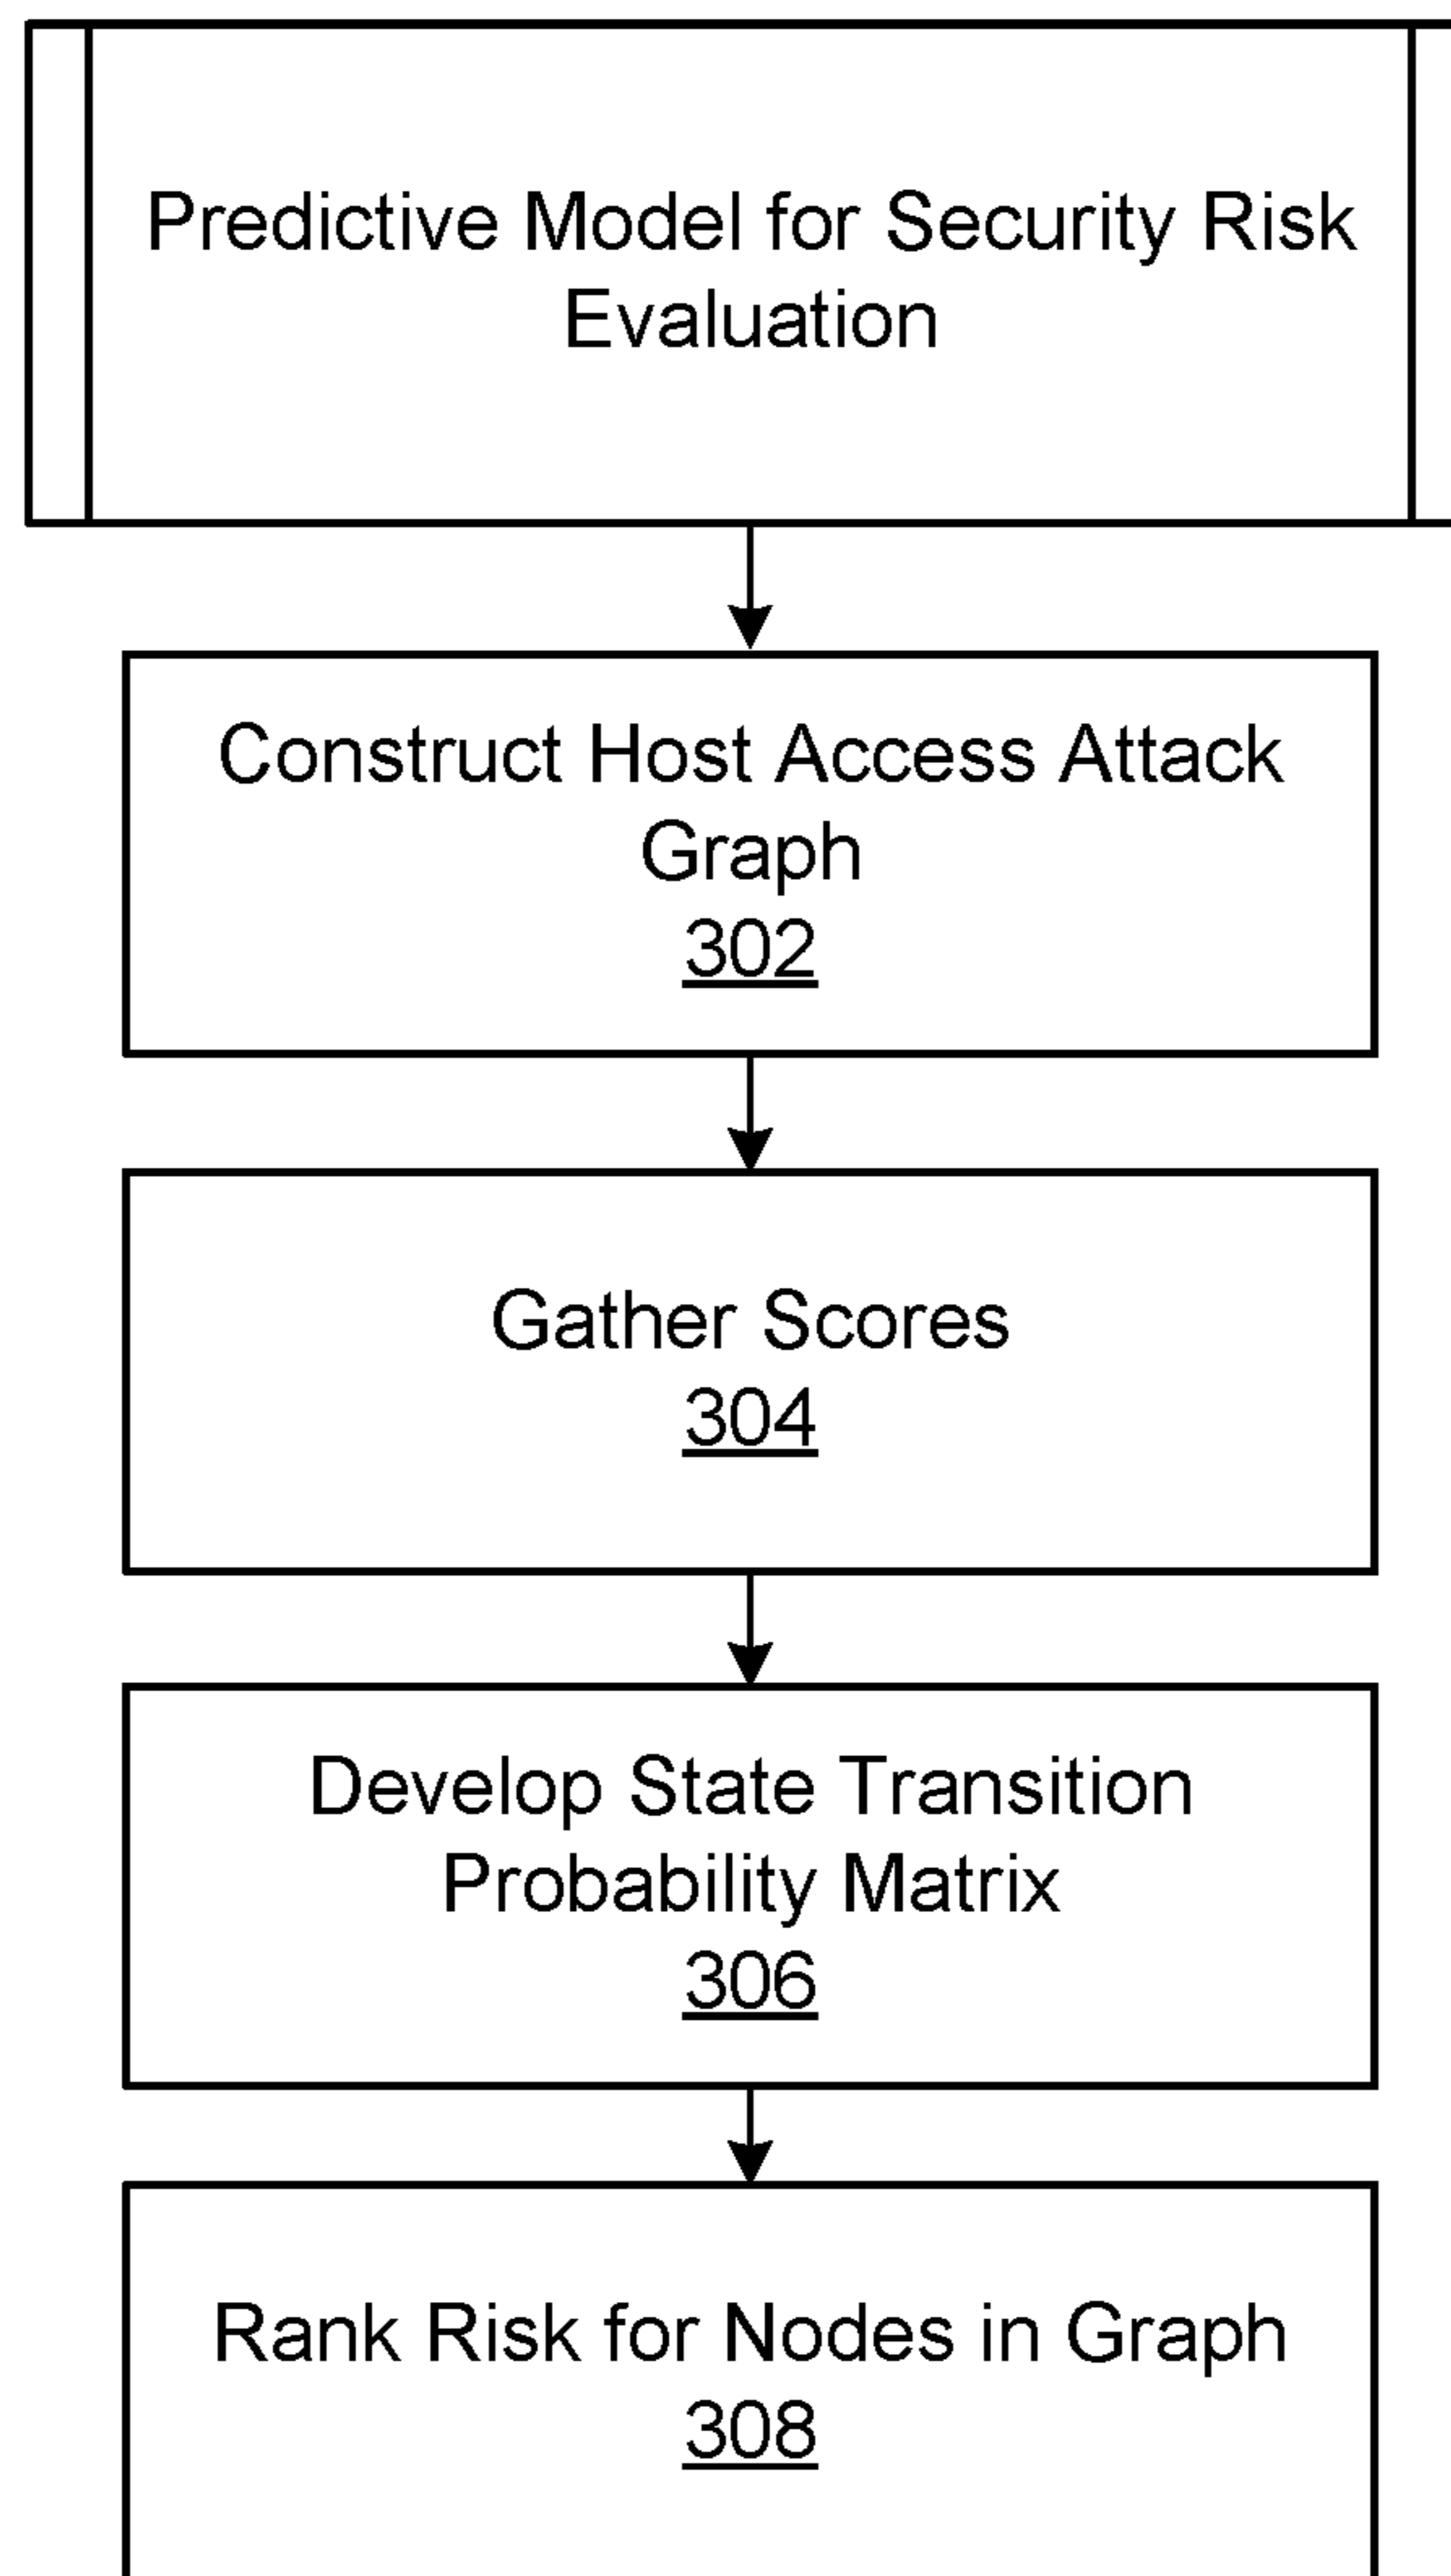 Predictive Model for Security Risk
Evaluation
Construct Host Access Attack
Graph
302
Gather Scores
304
Develop State Transition
Probability Matrix
306
Rank Risk for Nodes in Graph
308